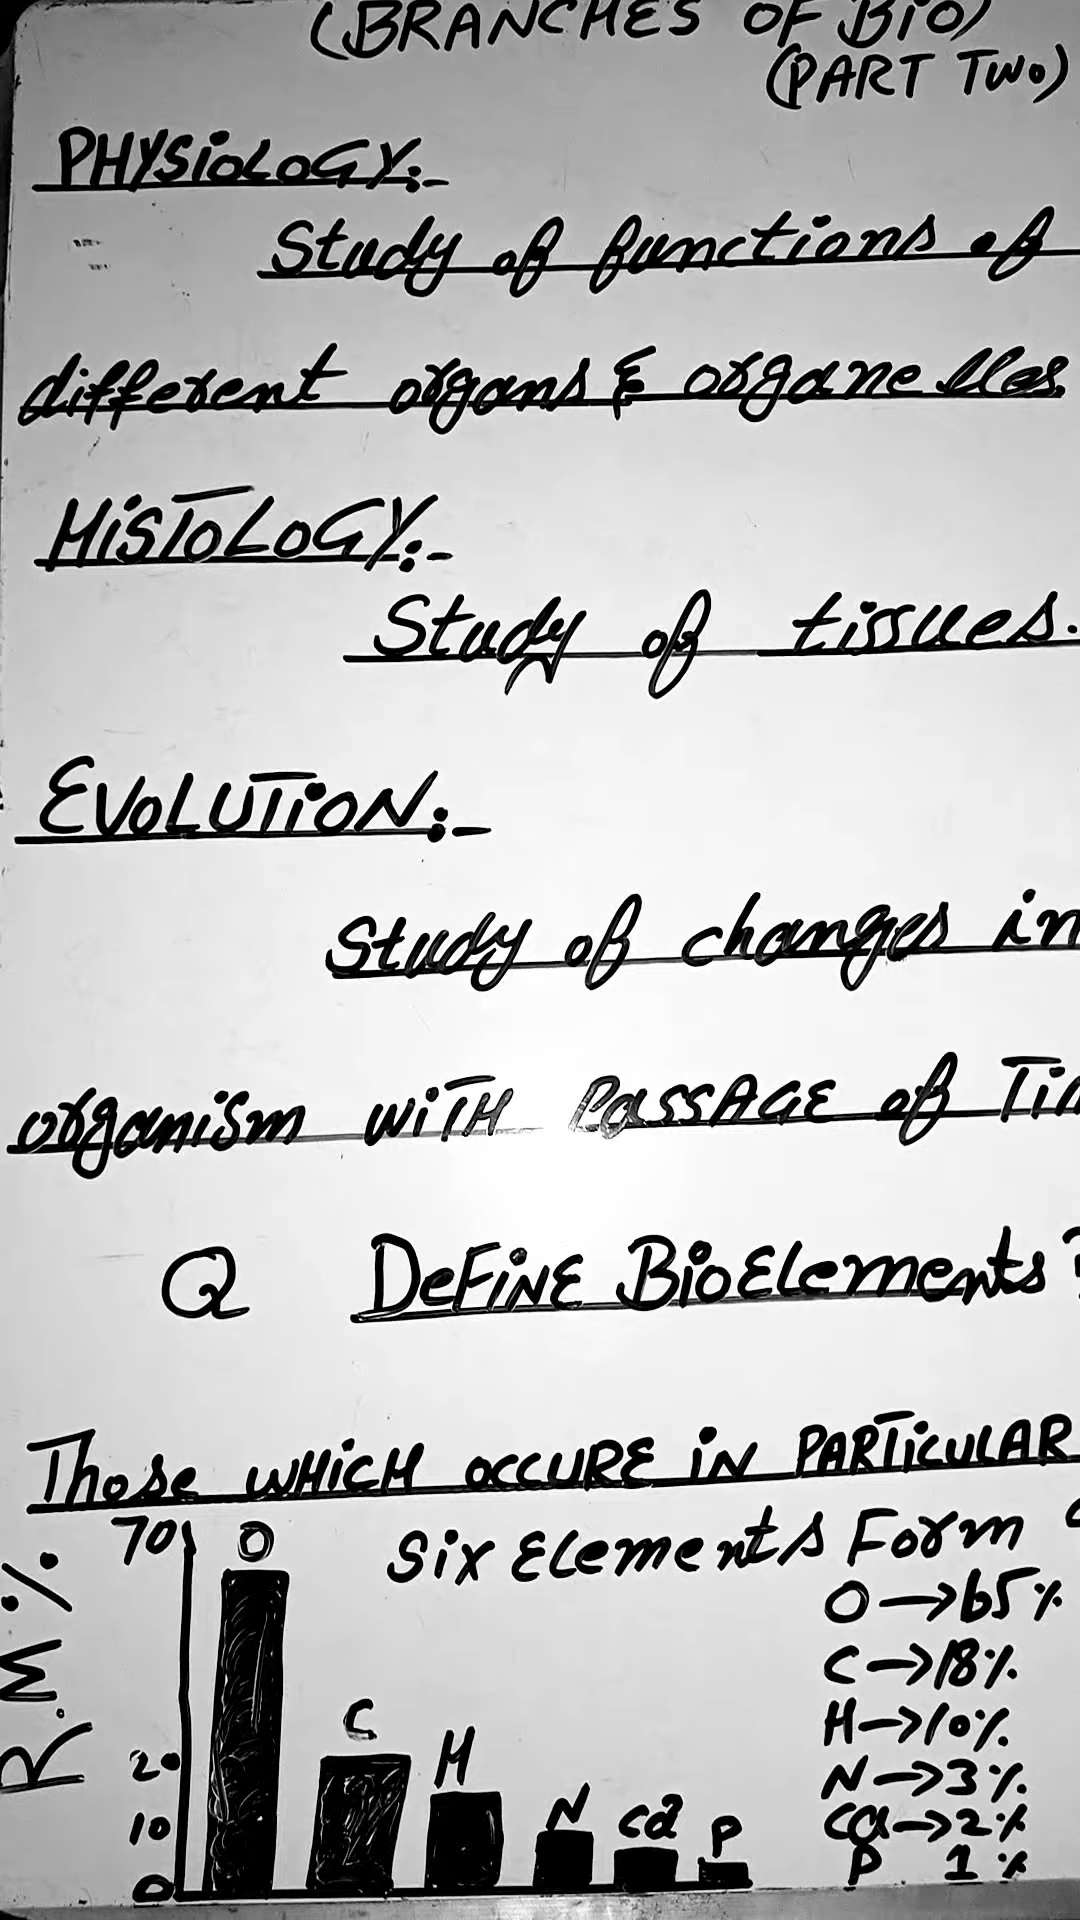 (BRANCHES OF BIO)
(PART TWO)
PHYSIOLOGY:-
Study of functions of
different organs & organelles.
HISTOLOGY:-
Study of tissues.
EVOLUTION:-
Study of changes in
organism WITH PASSAGE of
Q DEFINE BIOElements?
Those WHICH OCCURE IN PARTICULAR
Six Elements Form
70
O
R.M%
20
10
0
C
H
N
Ca
P
O→65%
C→18%
H→10%
N→3%
Ca→2%
P 1%